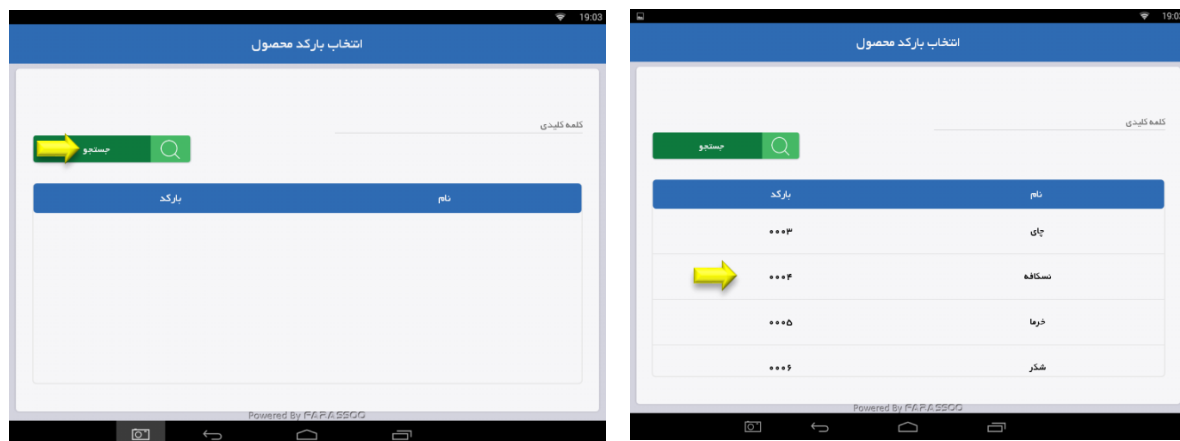 19:03
انتخاب بارکد محصول
کلمه کلیدی
جستجو
نام بارکد
Powered By FARASSOO
19:03
انتخاب بارکد محصول
کلمه کلیدی
جستجو
نام بارکد
چای ۰۰۰۳
نسکافه ۰۰۰۴
خرما ۰۰۰۵
شکر ۰۰۰۶
Powered By FARASSOO